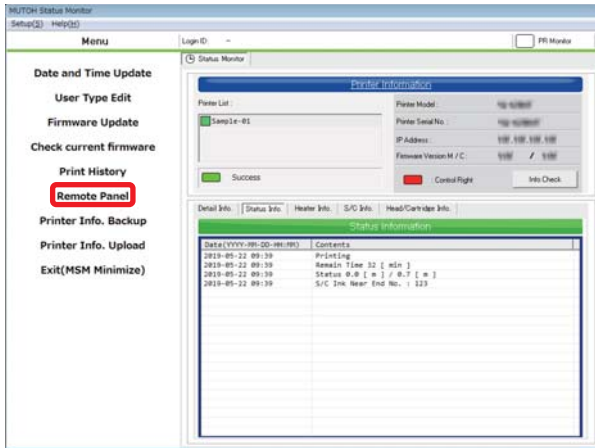 MUTOH Status Monitor
Setup(S) Help(H)
Menu
Login ID: -
PR Monitor
Status Monitor
Date and Time Update
User Type Edit
Firmware Update
Check current firmware
Print History
Remote Panel
Printer Info. Backup
Printer Info. Upload
Exit(MSM Minimize)
Printer Information
Printer List :
Sample-01
Success
Printer Model :
Printer Serial No. :
IP Address :
Firmware Version M / C : /
: Control Right
Info Check
Detail Info. Status Info. Heater Info. S/C Info. Head/Cartridge Info.
Status Information
Date(YYYY-MM-DD-HH:MM) Contents
2019-05-22 09:39 Printing
2019-05-22 09:39 Remain Time 32 [ min ]
2019-05-22 09:39 Status 0.0 [ m ] / 0.7 [ m ]
2019-05-22 09:39 S/C Ink Near End No. : 123